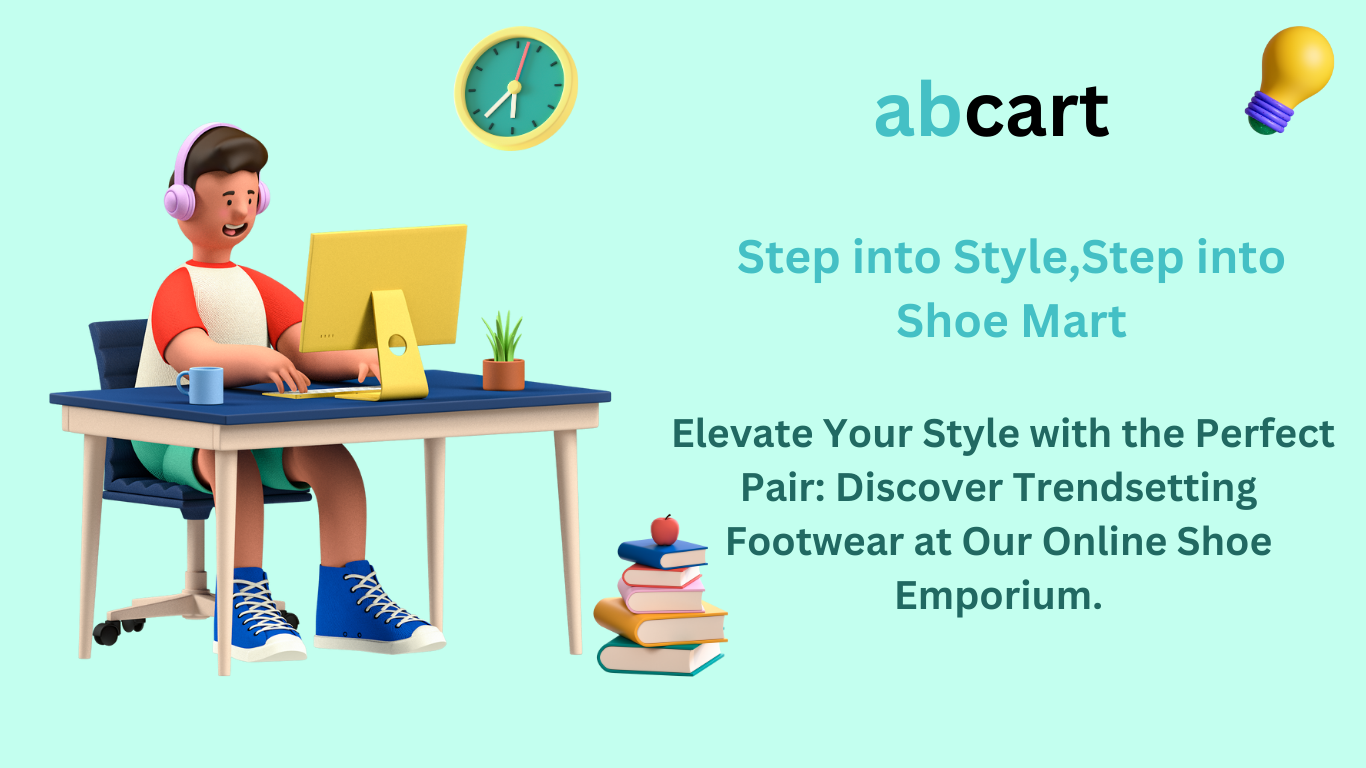 abcart
Step into Style,Step into
Shoe Mart
Elevate Your Style with the Perfect
Pair: Discover Trendsetting
Footwear at Our Online Shoe
Emporium.